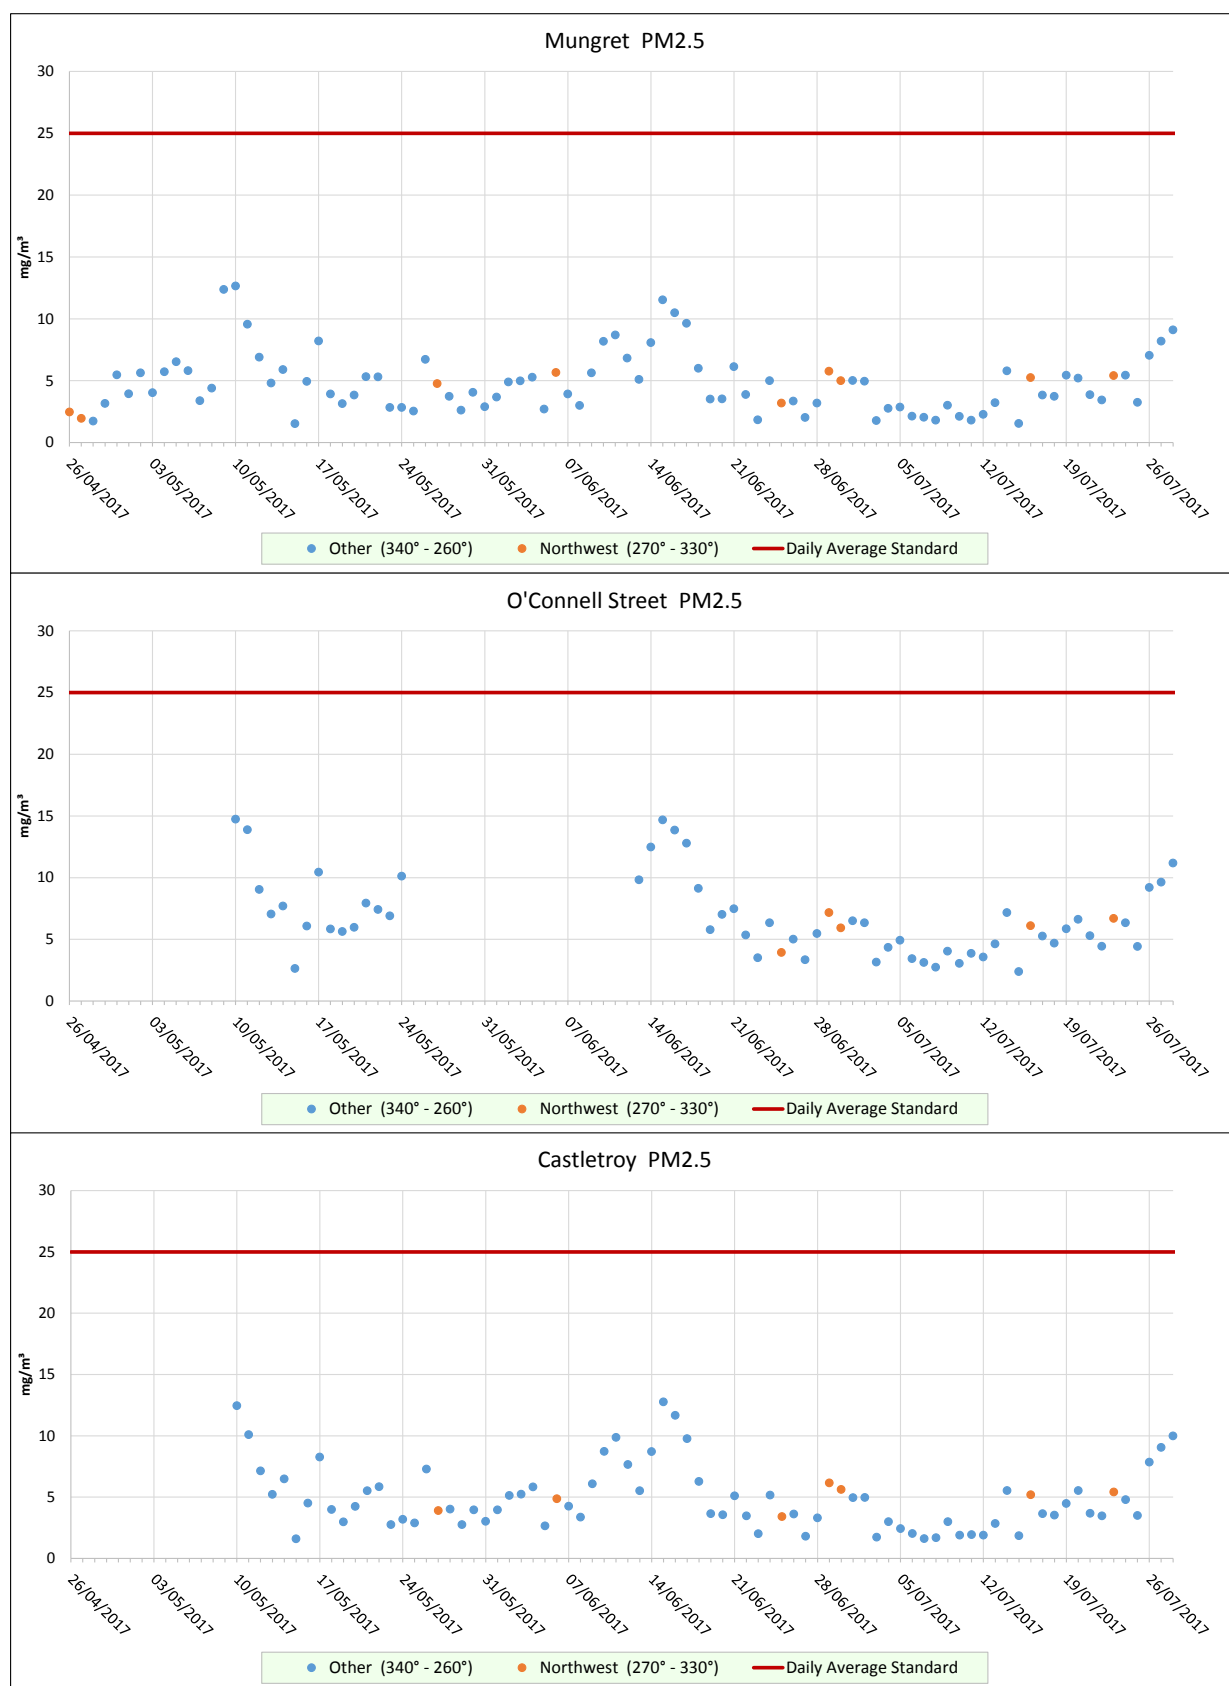 Mungret  PM2.5
30
25
20
15
10
5
0
mg/m³
26/04/2017 03/05/2017 10/05/2017 17/05/2017 24/05/2017 31/05/2017 07/06/2017 14/06/2017 21/06/2017 28/06/2017 05/07/2017 12/07/2017 19/07/2017 26/07/2017
Other (340° - 260°) Northwest (270° - 330°) Daily Average Standard
O'Connell Street  PM2.5
30
25
20
15
10
5
0
mg/m³
26/04/2017 03/05/2017 10/05/2017 17/05/2017 24/05/2017 31/05/2017 07/06/2017 14/06/2017 21/06/2017 28/06/2017 05/07/2017 12/07/2017 19/07/2017 26/07/2017
Other (340° - 260°) Northwest (270° - 330°) Daily Average Standard
Castletroy  PM2.5
30
25
20
15
10
5
0
mg/m³
26/04/2017 03/05/2017 10/05/2017 17/05/2017 24/05/2017 31/05/2017 07/06/2017 14/06/2017 21/06/2017 28/06/2017 05/07/2017 12/07/2017 19/07/2017 26/07/2017
Other (340° - 260°) Northwest (270° - 330°) Daily Average Standard